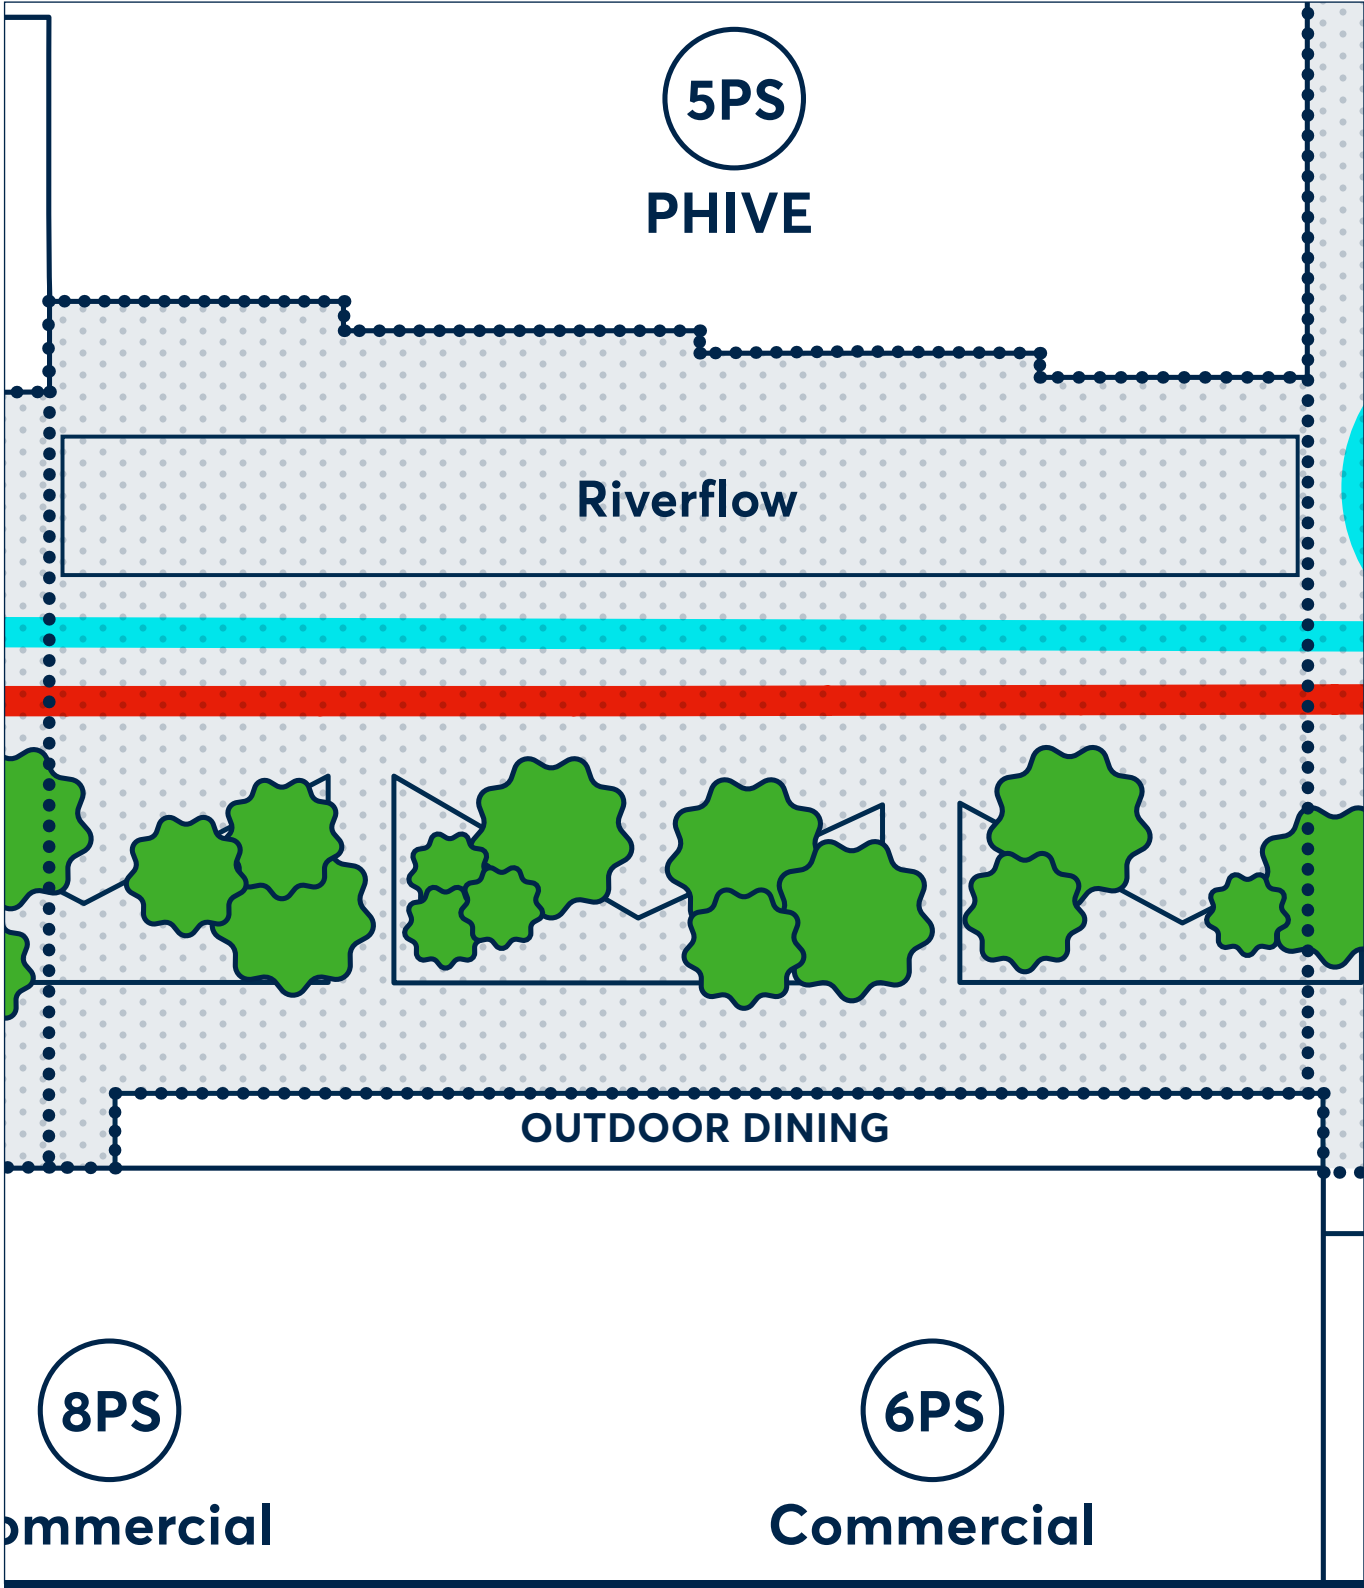 5PS
PHIVE
Riverflow
OUTDOOR DINING
8PS
ommercial
6PS
Commercial